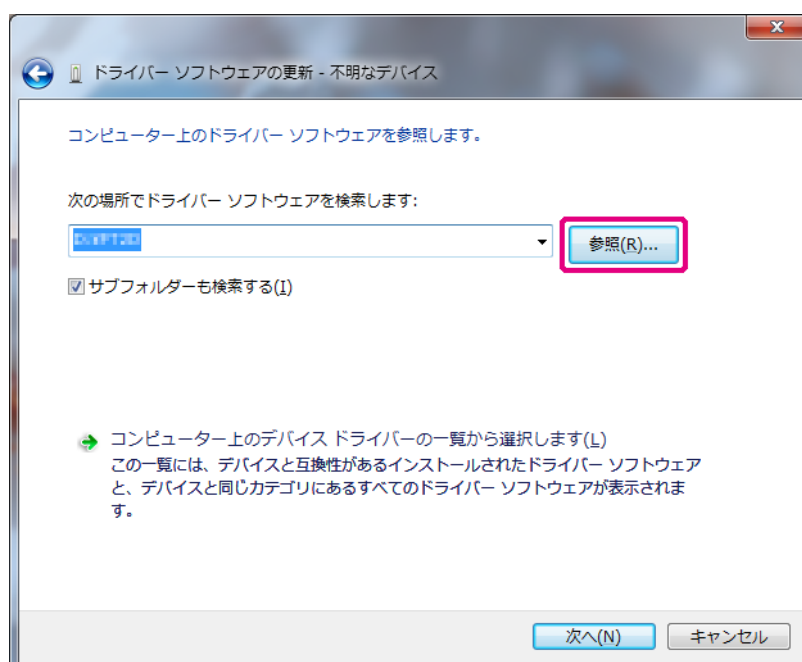 ドライバー ソフトウェアの更新 - 不明なデバイス
コンピューター上のドライバー ソフトウェアを参照します。
次の場所でドライバー ソフトウェアを検索します:
参照(R)...
サブフォルダーも検索する(I)
コンピューター上のデバイス ドライバーの一覧から選択します(L)
この一覧には、デバイスと互換性があるインストールされたドライバー ソフトウェア
と、デバイスと同じカテゴリにあるすべてのドライバー ソフトウェアが表示されま
す。
次へ(N)
キャンセル